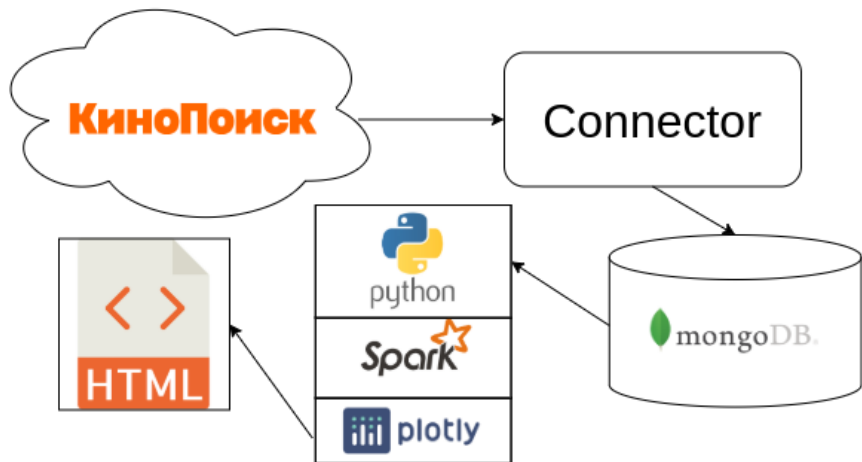 КиноПоиск
Connector
python
Spark
mongoDB.
< >
HTML
plotly